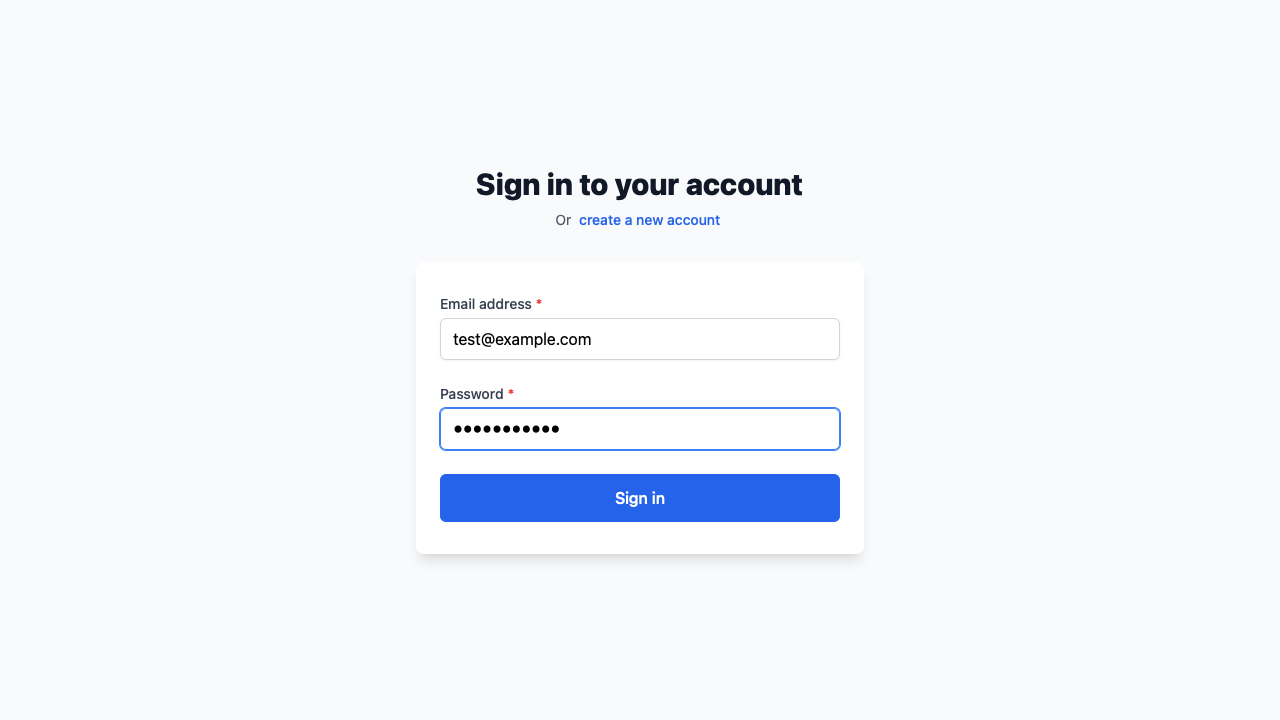 Sign in to your account
Or create a new account
Email address *
test@example.com
Password *
●●●●●●●●●●●
Sign in